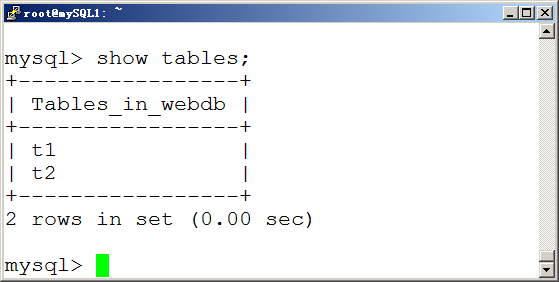 root@mySQL1: ~
mysql> show tables;
+-----------------+
| Tables_in_webdb |
+-----------------+
| t1              |
| t2              |
+-----------------+
2 rows in set (0.00 sec)
mysql>